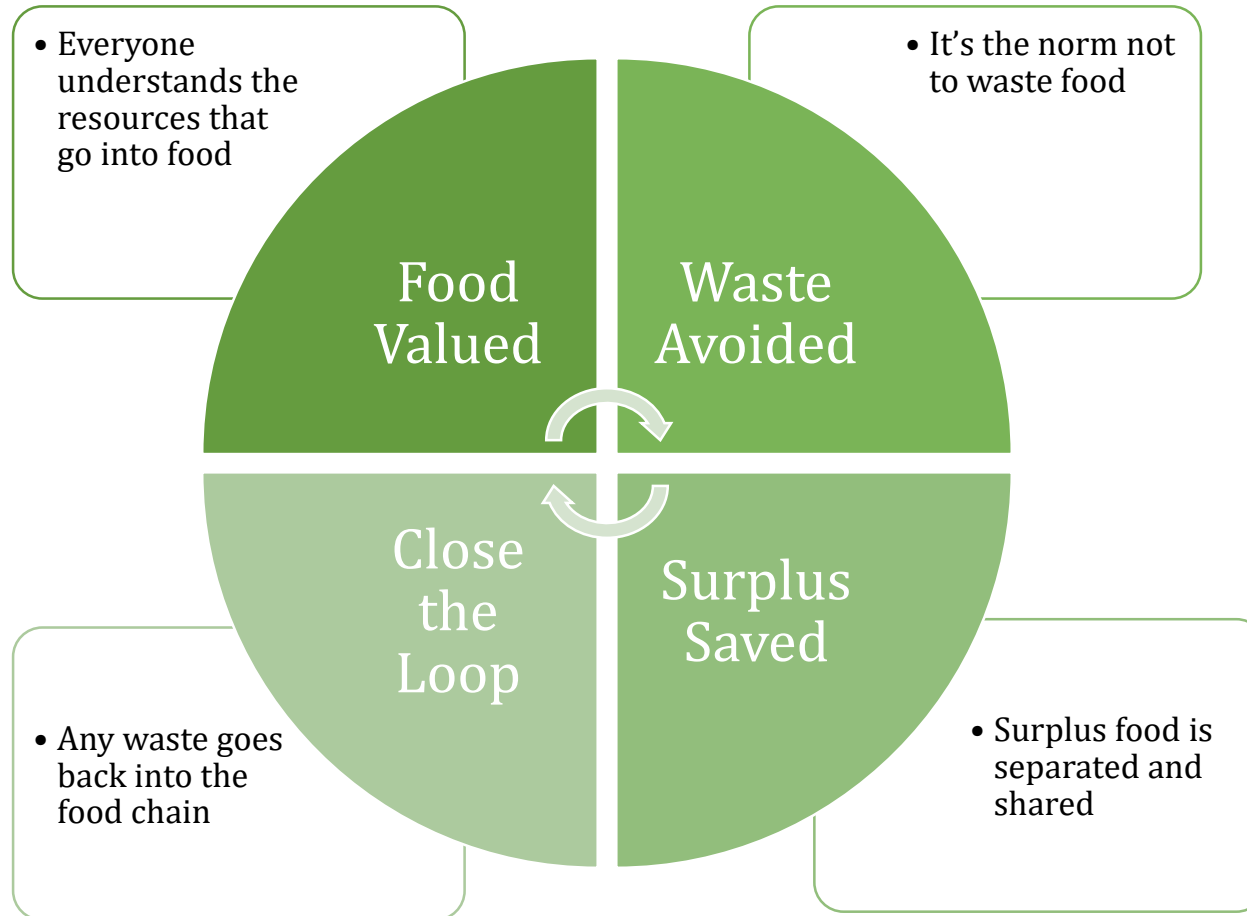 • Everyone
understands the
resources that
go into food
• It’s the norm not
to waste food
Food
Valued
Waste
Avoided
Close
the
Loop
Surplus
Saved
• Any waste goes
back into the
food chain
• Surplus food is
separated and
shared